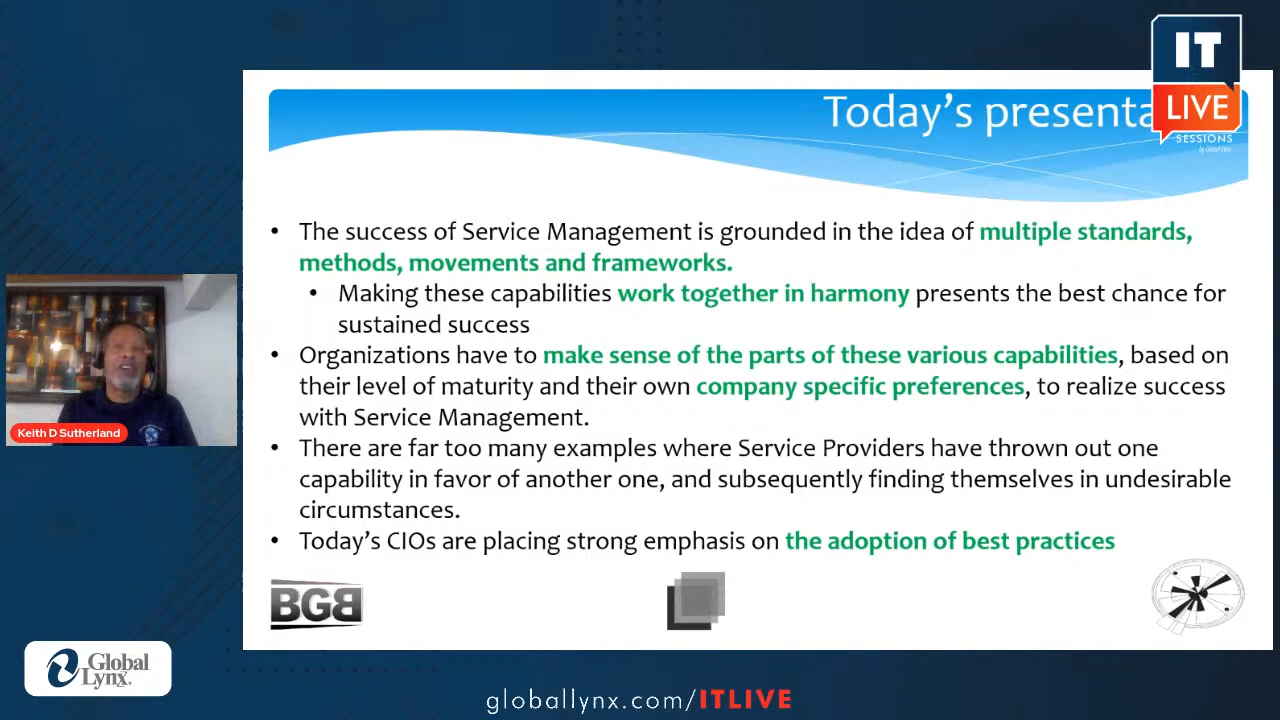 IT
LIVE
SESSIONS
by Global Lynx
Today's presenta
• The success of Service Management is grounded in the idea of multiple standards,
methods, movements and frameworks.
• Making these capabilities work together in harmony presents the best chance for
sustained success
• Organizations have to make sense of the parts of these various capabilities, based on
their level of maturity and their own company specific preferences, to realize success
with Service Management.
• There are far too many examples where Service Providers have thrown out one
capability in favor of another one, and subsequently finding themselves in undesirable
circumstances.
• Today's CIOs are placing strong emphasis on the adoption of best practices
Keith D Sutherland
BGB
Global
Lynx
globallynx.com/ITLIVE